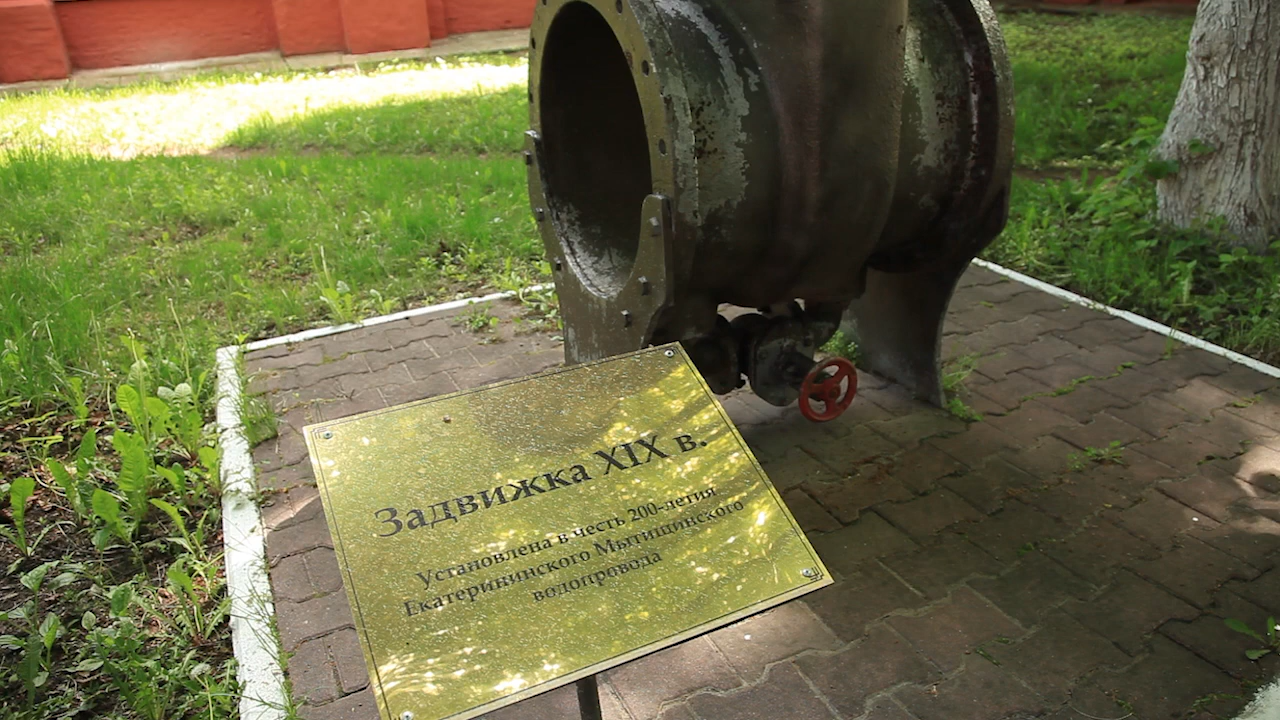 Задвижка XIX в.
Установлена в честь 200-летия
Екатерининского Мытищинского
водопровода